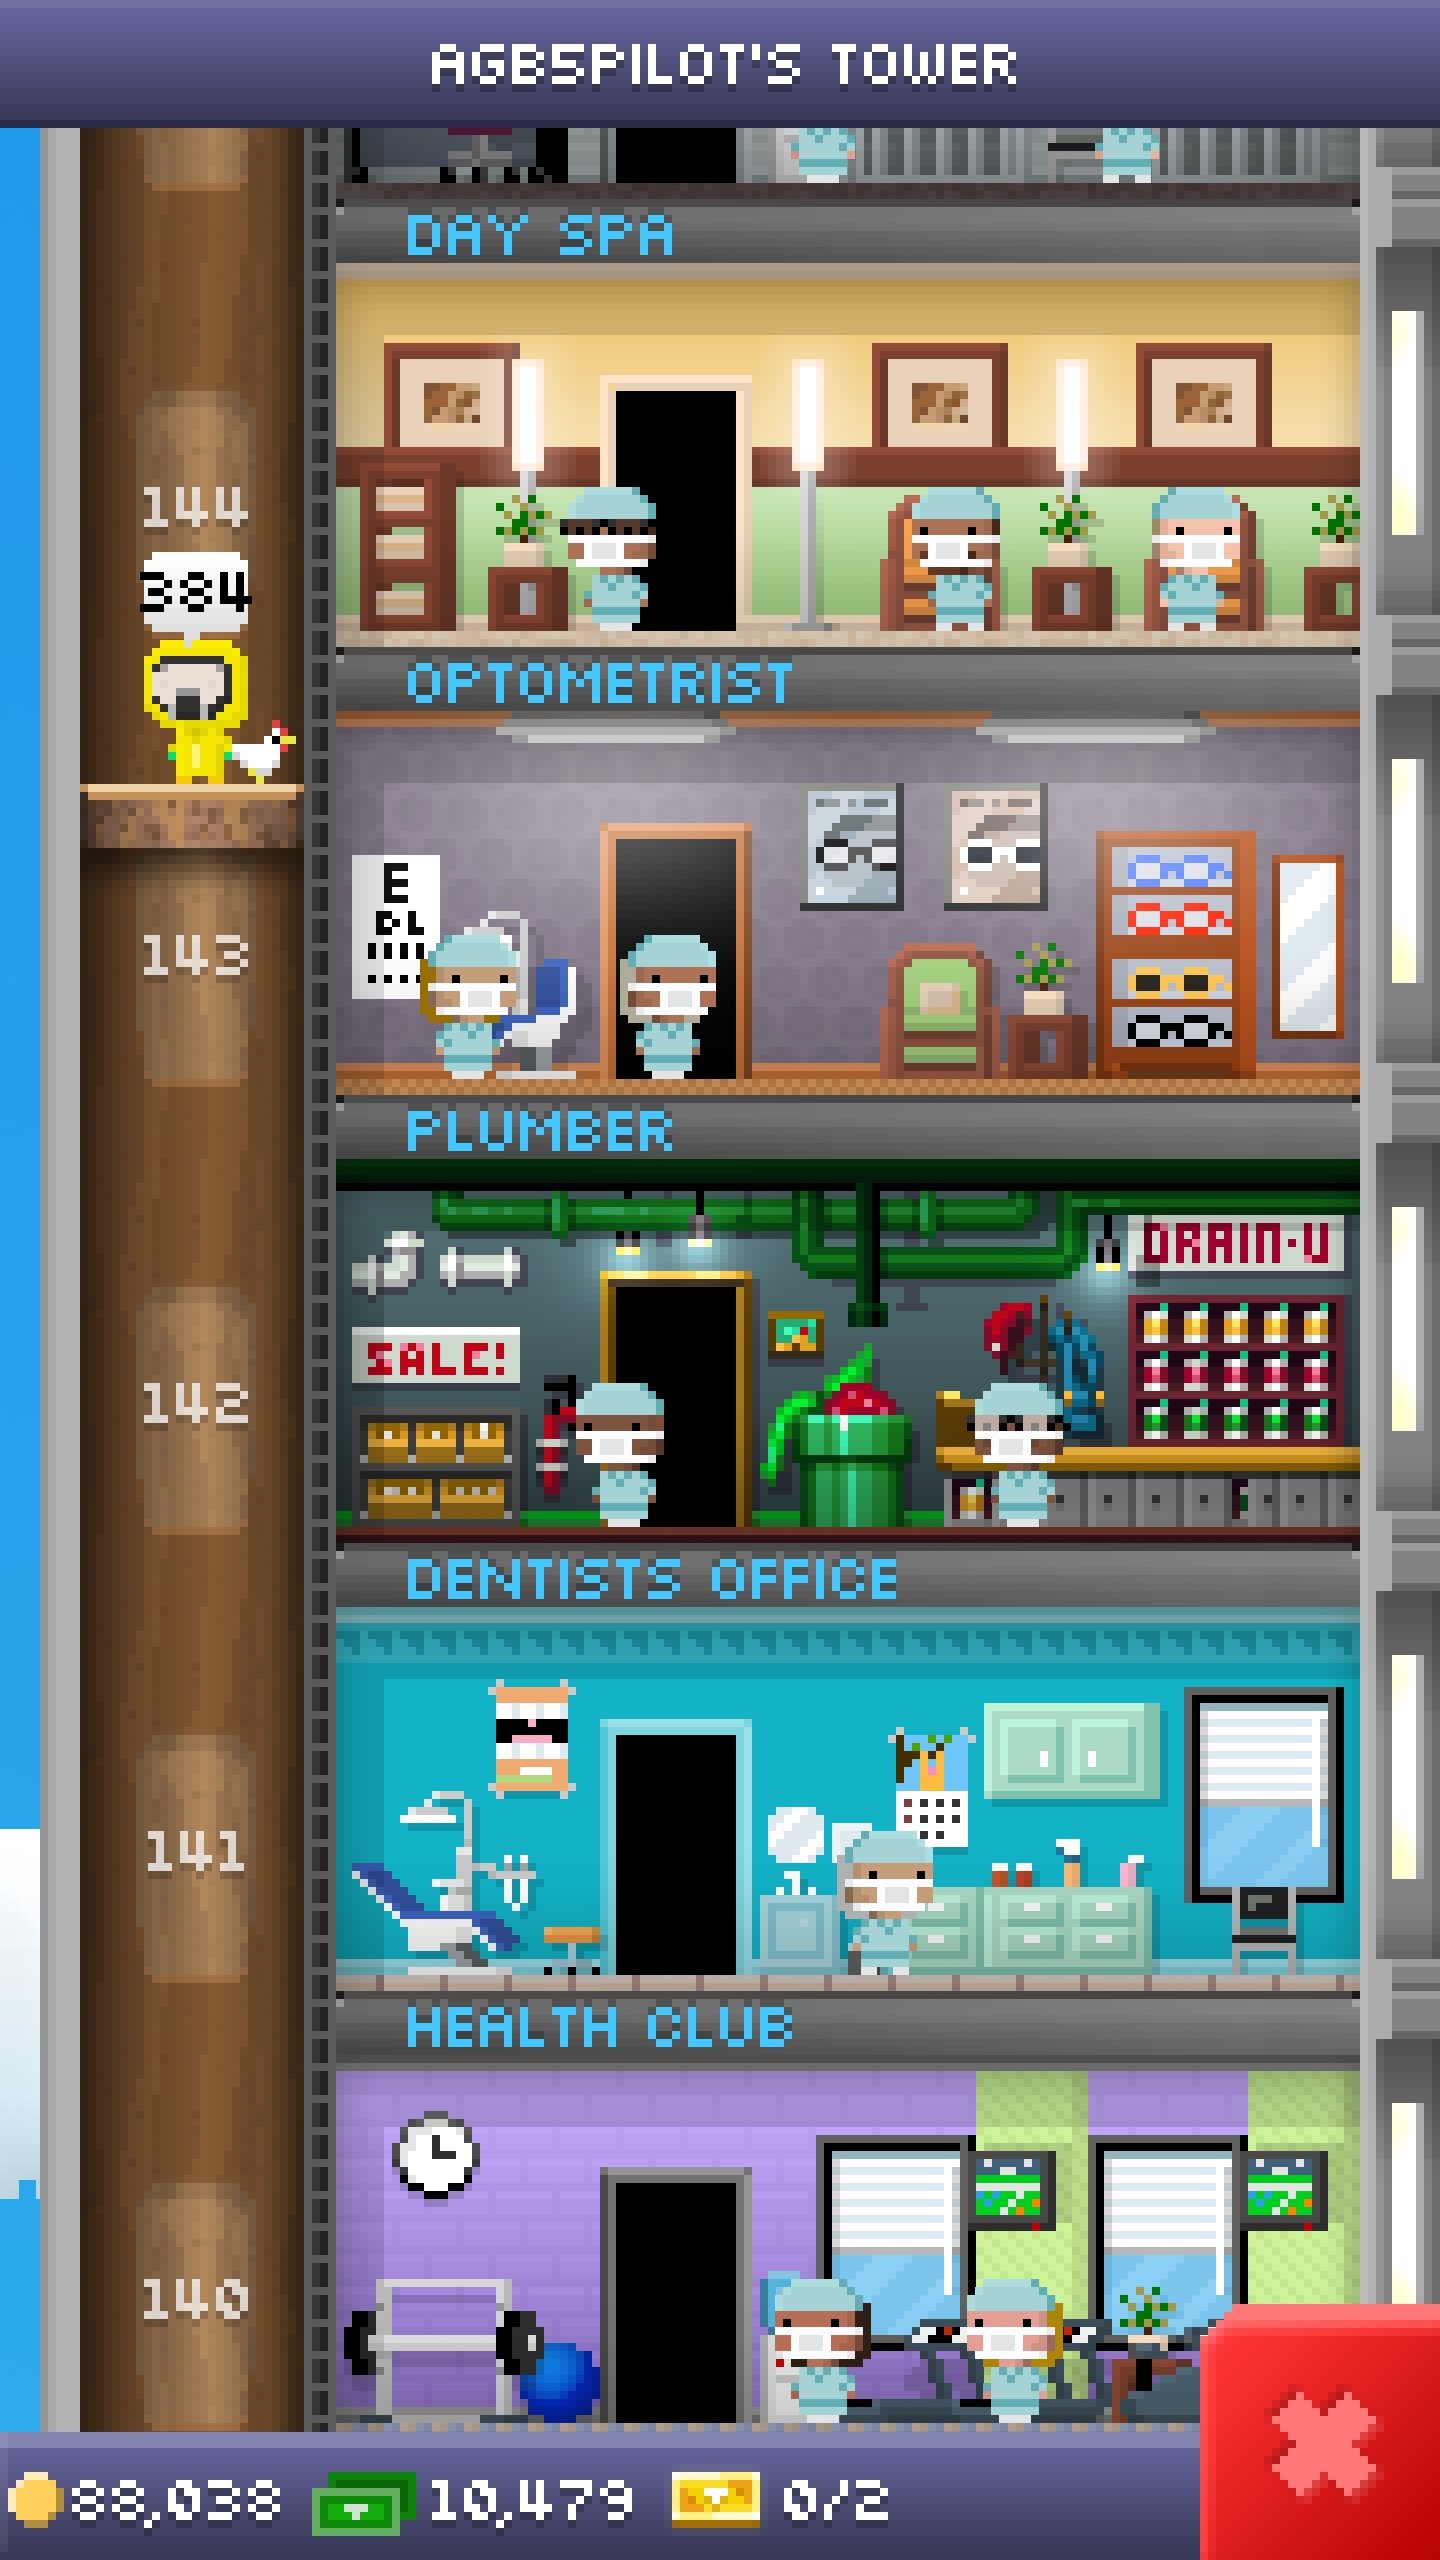 AGB5PILOT'S TOWER
DAY SPA
144
384
OPTOMETRIST
E
DL
143
PLUMBER
DRAIN-U
SALE!
142
DENTISTS OFFICE
141
HEALTH CLUB
140
88,038
10,479
0/2